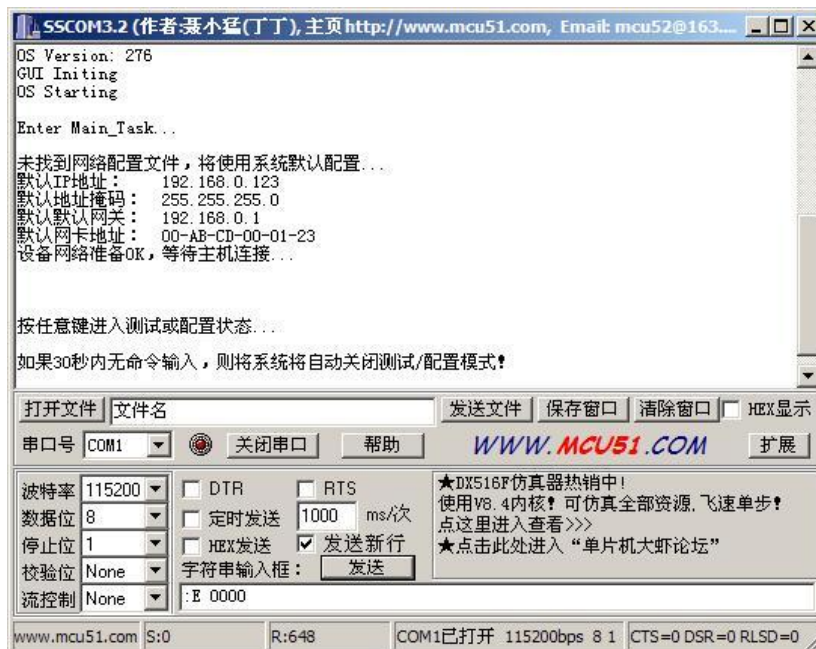 SSCOM3.2 (作者:聂小猛(丁丁), 主页http://www.mcu51.com, Email: mcu52@163....
OS Version: 276
GUI Initing
OS Starting
Enter Main_Task...
未找到网络配置文件，将使用系统默认配置...
默认IP地址： 192.168.0.123
默认地址掩码： 255.255.255.0
默认默认网关： 192.168.0.1
默认网卡地址： 00-AB-CD-00-01-23
设备网络准备OK，等待主机连接...
按任意键进入测试或配置状态...
如果30秒内无命令输入，则将系统将自动关闭测试/配置模式！
打开文件 文件名 发送文件 保存窗口 清除窗口 HEX显示
串口号 COM1 关闭串口 帮助 WWW.MCU51.COM 扩展
波特率 115200 DTR RTS
数据位 8 定时发送 1000 ms/次
停止位 1 HEX发送 发送新行
校验位 None 字符串输入框： 发送
流控制 None :E 0000
★DX516F仿真器热销中！
使用V8.4内核！可仿真全部资源,飞速单步！
点这里进入查看>>>
★点击此处进入“单片机大虾论坛”
www.mcu51.com S:0 R:648 COM1已打开 115200bps 8 1 CTS=0 DSR=0 RLSD=0